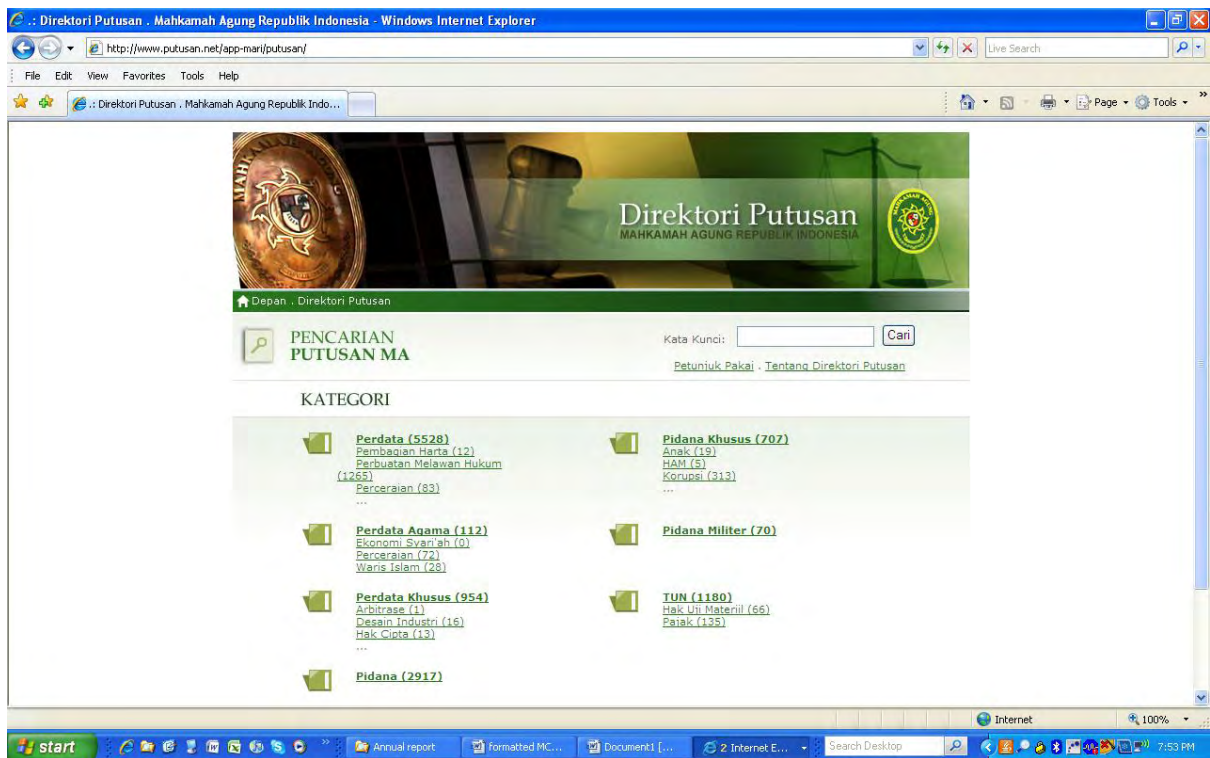 .: Direktori Putusan . Mahkamah Agung Republik Indonesia - Windows Internet Explorer
http://www.putusan.net/app-mari/putusan/
Live Search
File Edit View Favorites Tools Help
.: Direktori Putusan . Mahkamah Agung Republik Indo...
Page Tools »
MAHKAMAH AGUNG
Direktori Putusan
MAHKAMAH AGUNG REPUBLIK INDONESIA
MAHKAMAH AGUNG
Depan . Direktori Putusan
PENCARIAN
PUTUSAN MA
Kata Kunci:
Cari
Petunjuk Pakai . Tentang Direktori Putusan
KATEGORI
Perdata (5528)
Pembagian Harta (12)
Perbuatan Melawan Hukum
(1265)
Perceraian (83)
...
Pidana Khusus (707)
Anak (19)
HAM (5)
Korupsi (313)
...
Perdata Agama (112)
Ekonomi Syari'ah (0)
Perceraian (72)
Waris Islam (28)
Pidana Militer (70)
Perdata Khusus (954)
Arbitrase (1)
Desain Industri (16)
Hak Cipta (13)
...
TUN (1180)
Hak Uji Materiil (66)
Pajak (135)
Pidana (2917)
Internet
100%
start
»
Annual report
formatted MC...
Document1 [...
2 Internet E...
Search Desktop
7:53 PM